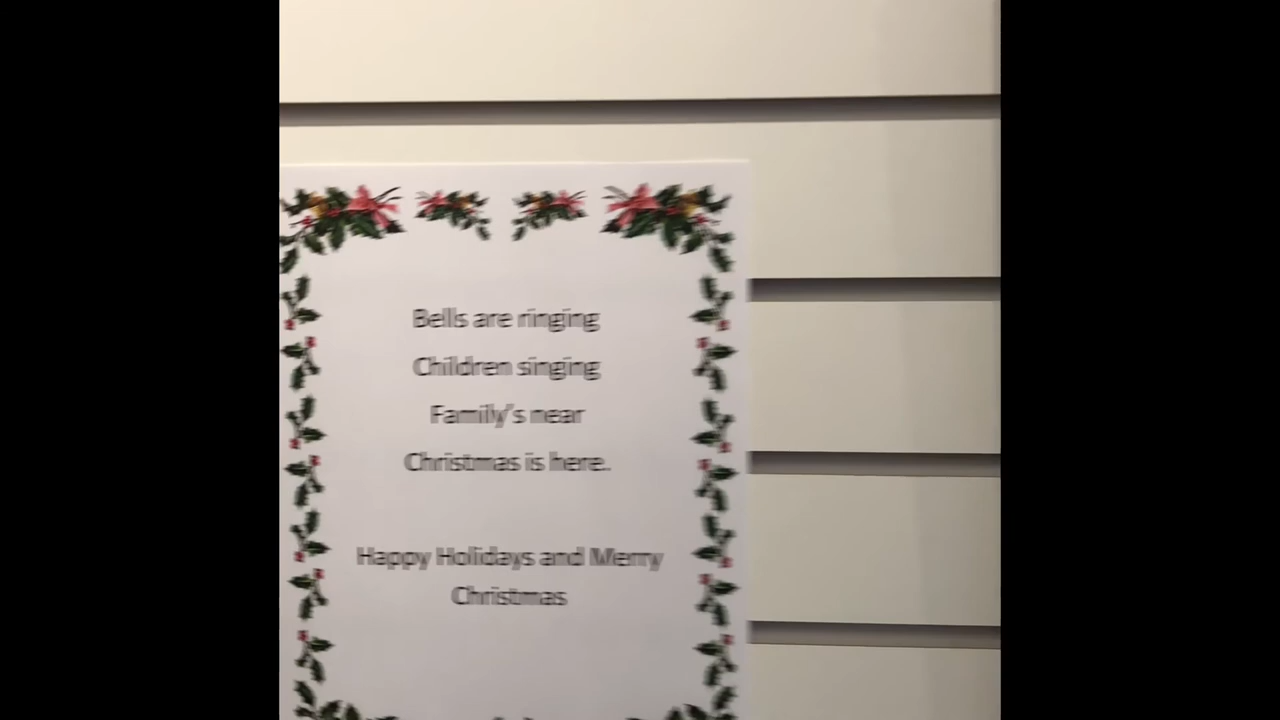 Bells are ringing
Children singing
Family's near
Christmas is here.
Happy Holidays and Merry
Christmas